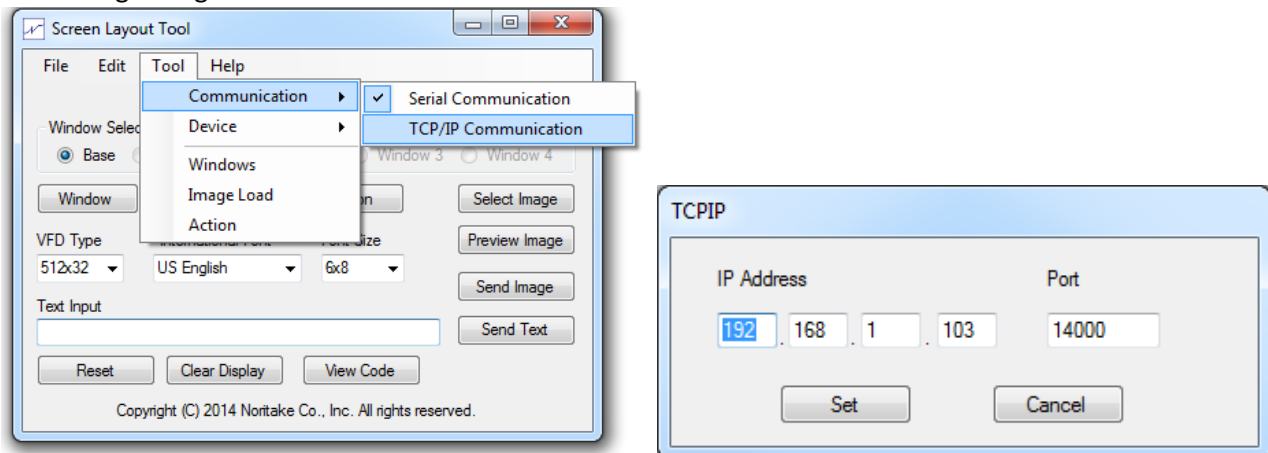 Screen Layout Tool
File Edit Tool Help
Communication
Serial Communication
Device
TCP/IP Communication
Window
Base
Window 3
Window 4
Windows
Window
Image Load
Select Image
Action
VFD Type
Preview Image
512x32
US English
6x8
Send Image
Text Input
Send Text
Reset
Clear Display
View Code
Copyright (C) 2014 Noritake Co., Inc. All rights reserved.
TCPIP
IP Address
Port
192 . 168 . 1 . 103
14000
Set
Cancel